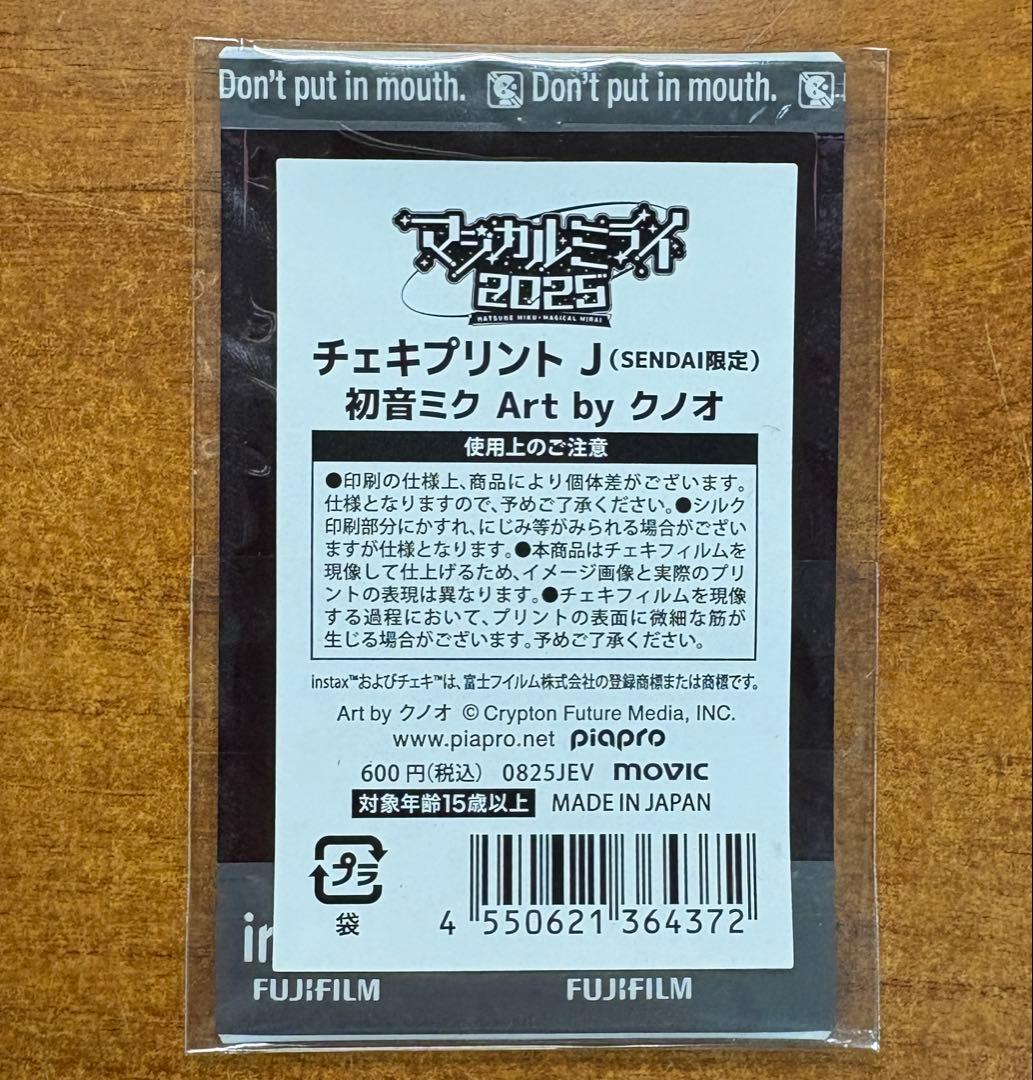 Don't put in mouth. Don't put in mouth.
マジカルミライ
2025
HATSUNE MIKU・MAGICAL MIRAI
チェキプリント J(SENDAI限定)
初音ミク Art by クノオ
使用上のご注意
●印刷の仕様上、商品により個体差がございます。
仕様となりますので、予めご了承ください。●シルク
印刷部分にかすれ、にじみ等がみられる場合がござい
ますが仕様となります。●本商品はチェキフィルムを
現像して仕上げるため、イメージ画像と実際のプリ
ントの表現は異なります。●チェキフィルムを現像
する過程において、プリントの表面に微細な筋が
生じる場合がございます。予めご了承ください。
instax™およびチェキ™は、富士フイルム株式会社の登録商標または商標です。
Art by クノオ © Crypton Future Media, INC.
www.piapro.net piapro
600円(税込) 0825JEV movic
対象年齢15歳以上 MADE IN JAPAN
プラ
袋
4 550621 364372
in
FUJIFILM FUJIFILM